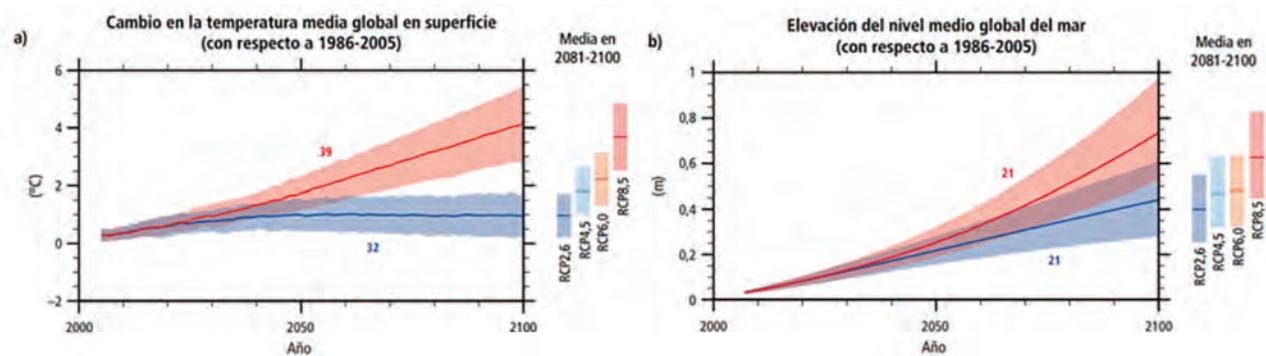 a)
Cambio en la temperatura media global en superficie
(con respecto a 1986-2005)
Media en
2081-2100
6
4
2
0
−2
(ºC)
39
32
2000
2050
2100
Año
RCP2,6
RCP4,5
RCP6,0
RCP8,5
b)
Elevación del nivel medio global del mar
(con respecto a 1986-2005)
Media en
2081-2100
1
0,8
0,6
0,4
0,2
0
(m)
21
21
2000
2050
2100
Año
RCP2,6
RCP4,5
RCP6,0
RCP8,5